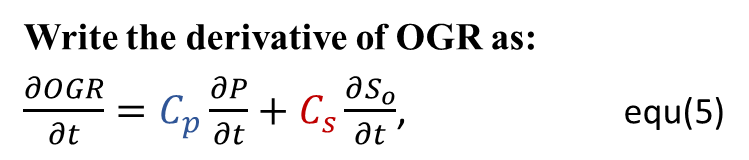 Write the derivative of OGR as:
∂OGR/∂t = C_p ∂P/∂t + C_s ∂S_o/∂t, equ(5)